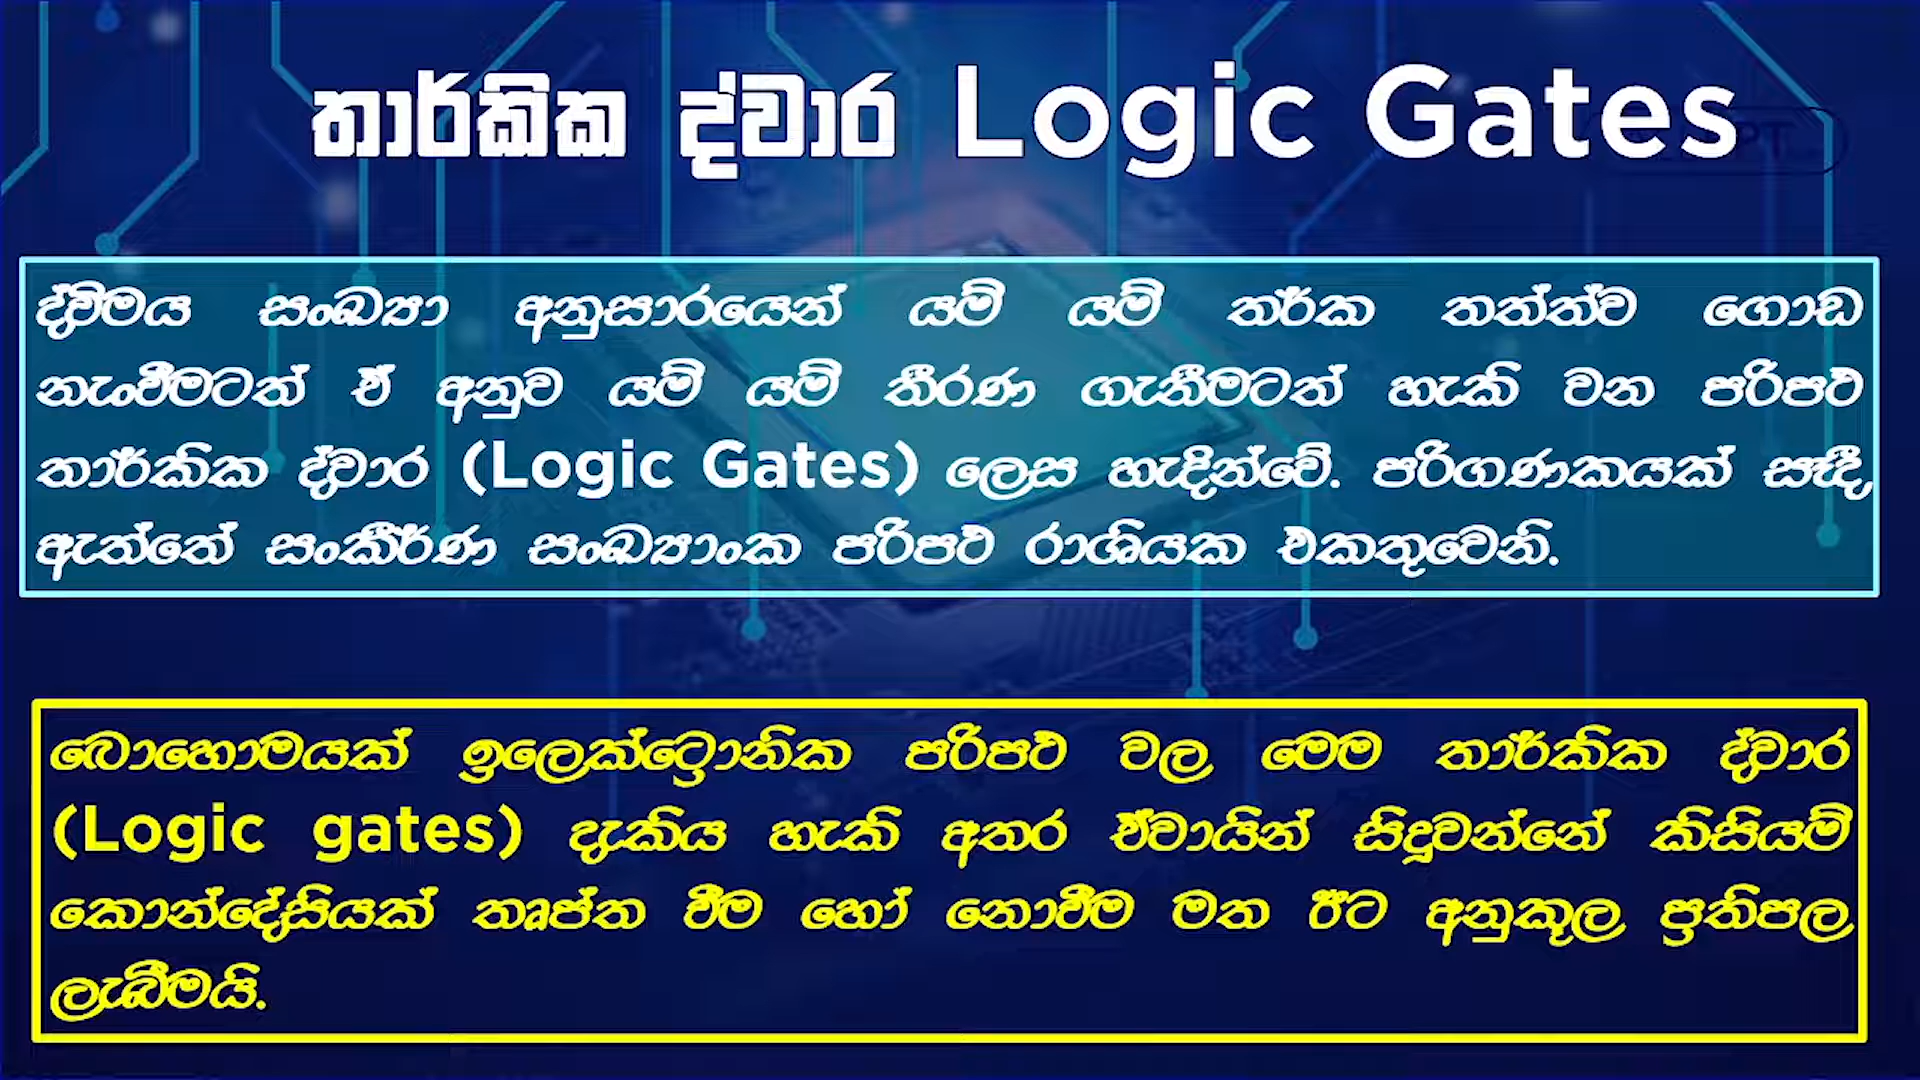 තාර්කික ද්වාර Logic Gates
ද්විමය සංඛ්‍යා අනුසාරයෙන් යම් යම් තර්ක තත්ත්ව ගොඩ
නැංවීමටත් ඒ අනුව යම් යම් තීරණ ගැනීමටත් හැකි වන පරිපථ
තාර්කික ද්වාර (Logic Gates) ලෙස හැදින්වේ. පරිගණකයක් සෑදී
ඇත්තේ සංකීර්ණ සංඛ්‍යාංක පරිපථ රාශියක එකතුවෙනි.
බොහොමයක් ඉලෙක්ට්‍රොනික පරිපථ වල මෙම තාර්කික ද්වාර
(Logic gates) දැකිය හැකි අතර ඒවායින් සිදුවන්නේ කිසියම්
කොන්දේසියක් තෘප්ත වීම හෝ නොවීම මත ඊට අනුකූල ප්‍රතිපල
ලැබීමයි.